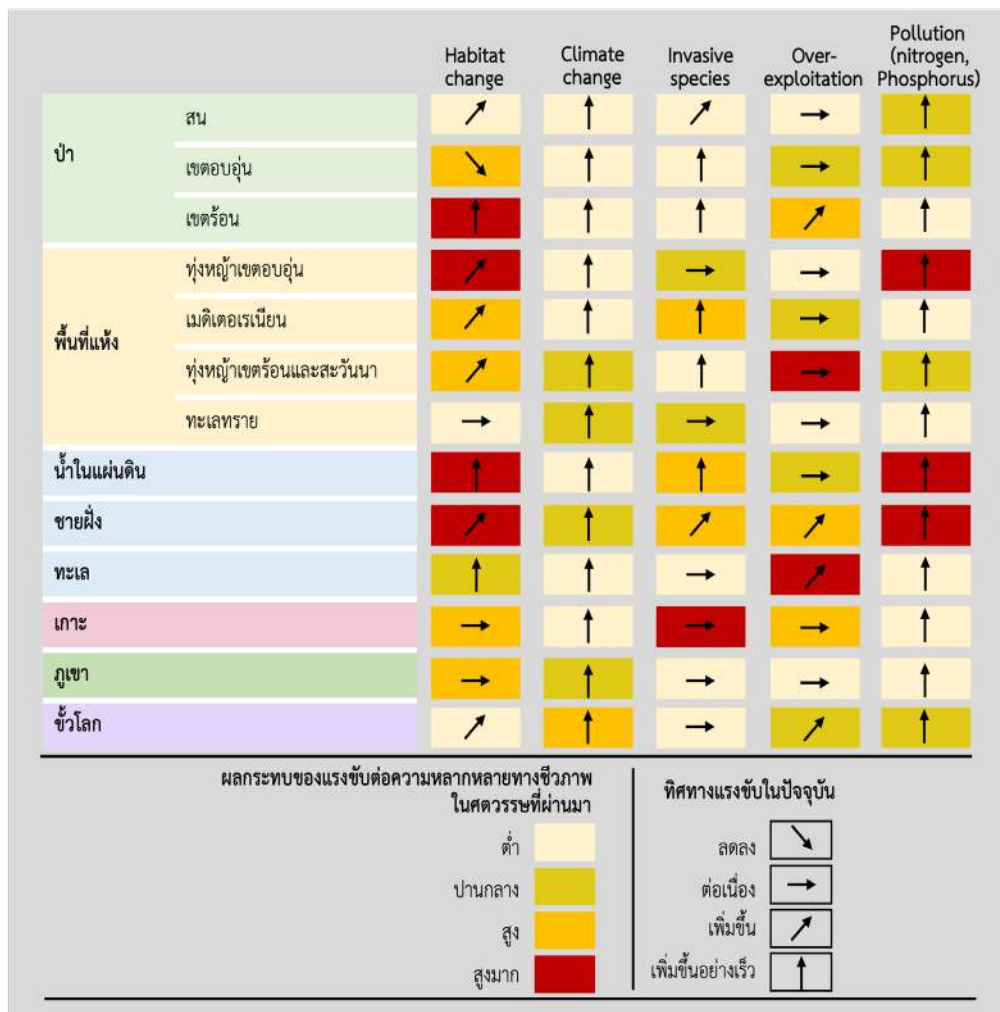 Habitat change
Climate change
Invasive species
Over-exploitation
Pollution (nitrogen, Phosphorus)
ป่า
สน
เขตอบอุ่น
เขตร้อน
พื้นที่แห้ง
ทุ่งหญ้าเขตอบอุ่น
เมดิเตอเรเนียน
ทุ่งหญ้าเขตร้อนและสะวันนา
ทะเลทราย
น้ำในแผ่นดิน
ชายฝั่ง
ทะเล
เกาะ
ภูเขา
ขั้วโลก
ผลกระทบของแรงขับต่อความหลากหลายทางชีวภาพ
ในศตวรรษที่ผ่านมา
ต่ำ
ปานกลาง
สูง
สูงมาก
ทิศทางแรงขับในปัจจุบัน
ลดลง
ต่อเนื่อง
เพิ่มขึ้น
เพิ่มขึ้นอย่างเร็ว